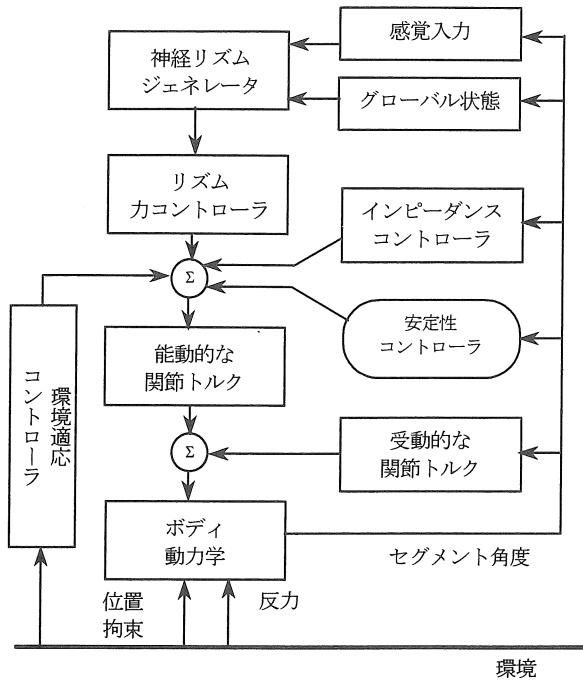 感覚入力
神経リズム
ジェネレータ
グローバル状態
リズム
力コントローラ
インピーダンス
コントローラ
Σ
安定性
コントローラ
能動的な
関節トルク
環境適応
コントローラ
Σ
受動的な
関節トルク
ボディ
動力学
セグメント角度
位置
拘束
反力
環境